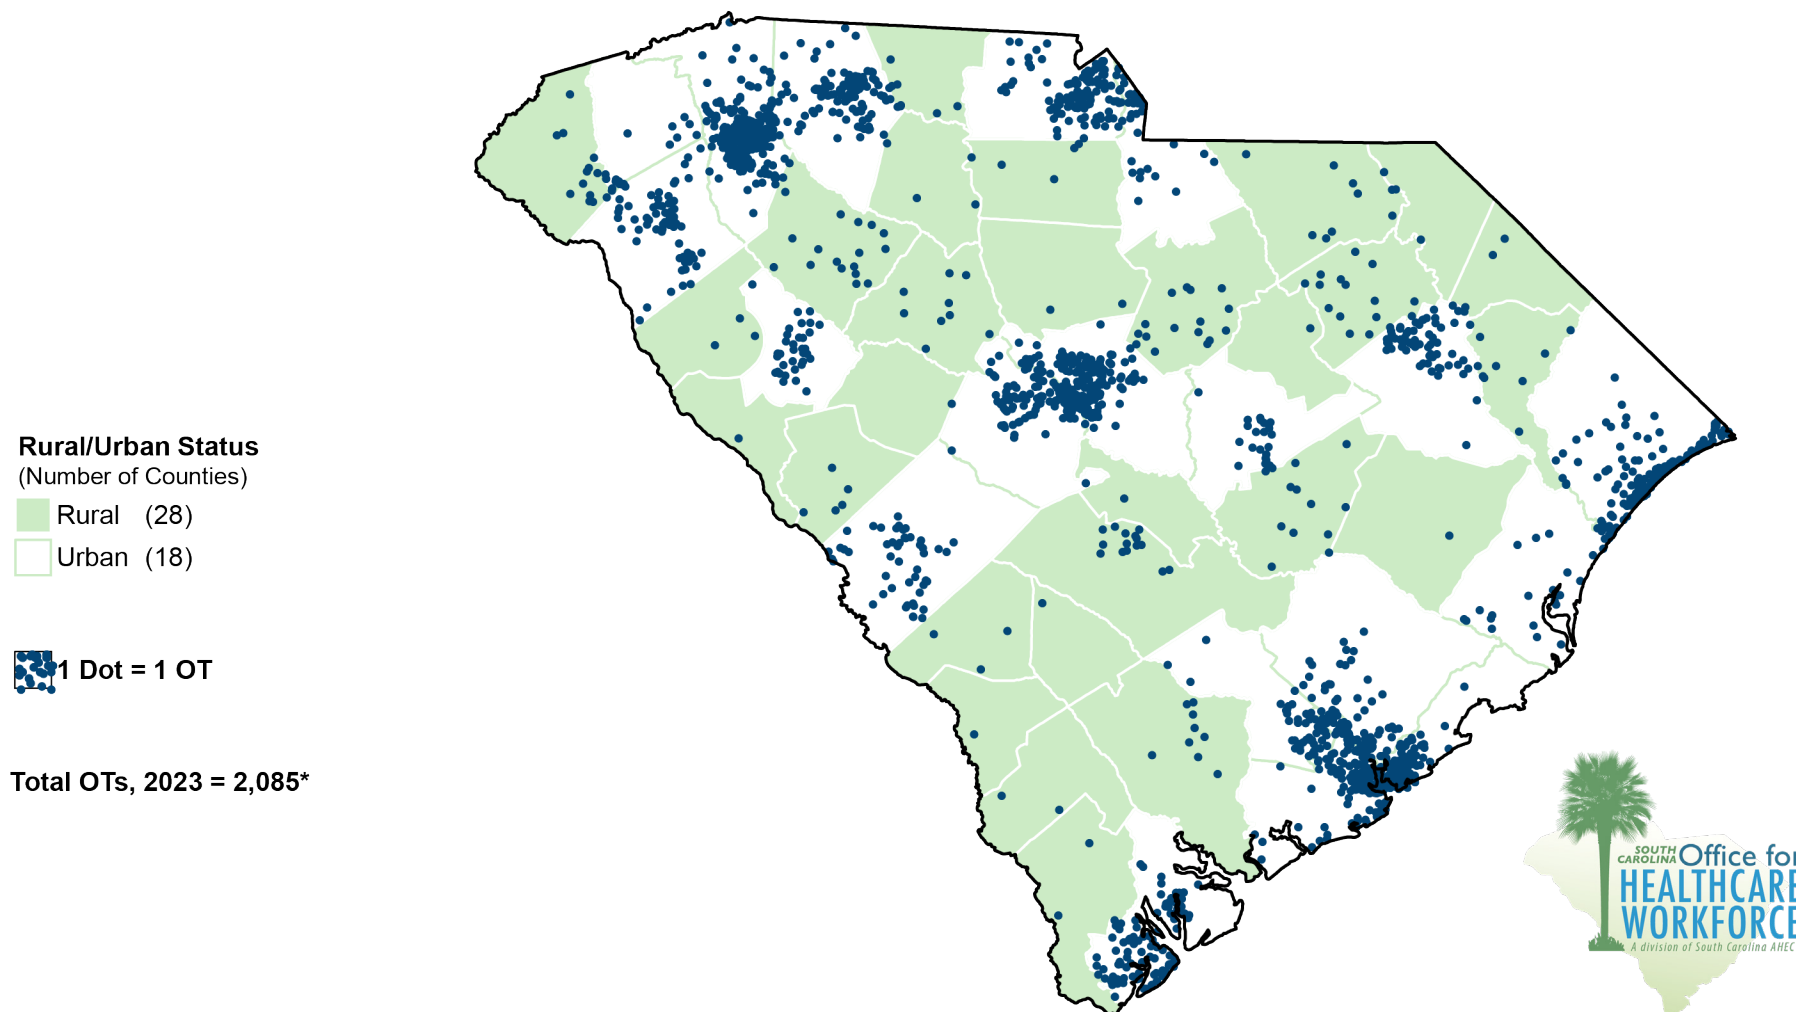 Rural/Urban Status
(Number of Counties)
Rural (28)
Urban (18)
1 Dot = 1 OT
Total OTs, 2023 = 2,085*
SOUTH CAROLINA Office for
HEALTHCARE
WORKFORCE
A division of South Carolina AHEC